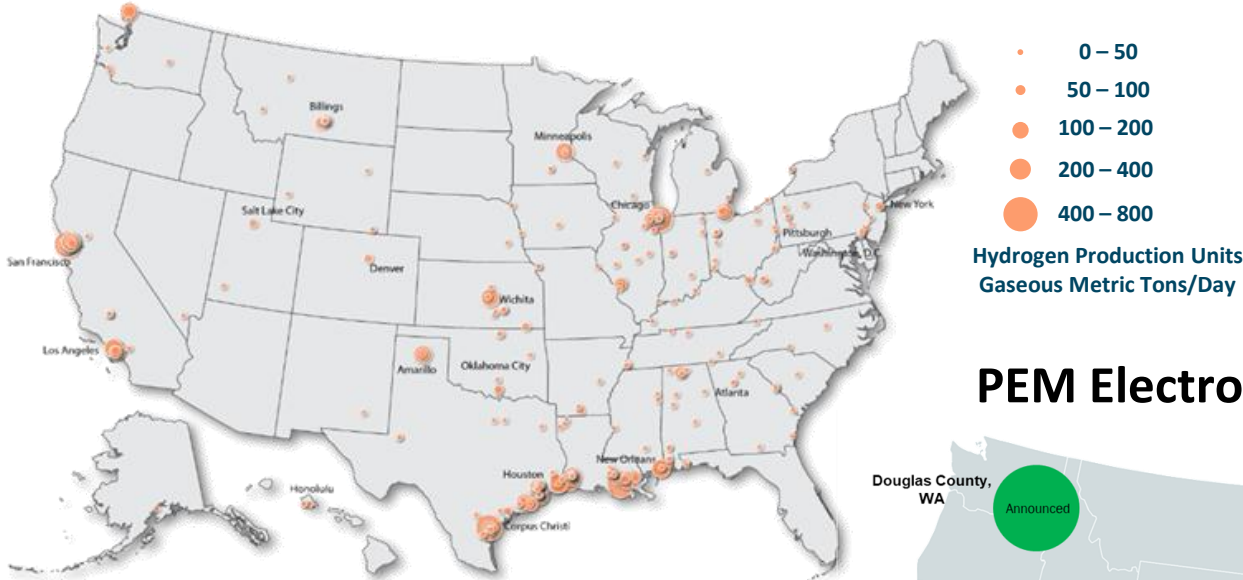 0 – 50
50 – 100
100 – 200
200 – 400
400 – 800
Hydrogen Production Units
Gaseous Metric Tons/Day
Billings
Minneapolis
Salt Lake City
Chicago
New York
Pittsburgh
Washington, D.C.
San Francisco
Denver
Wichita
Los Angeles
Amarillo
Oklahoma City
Atlanta
New Orleans
Houston
Honolulu
Corpus Christi
PEM Electro
Douglas County,
WA
Announced